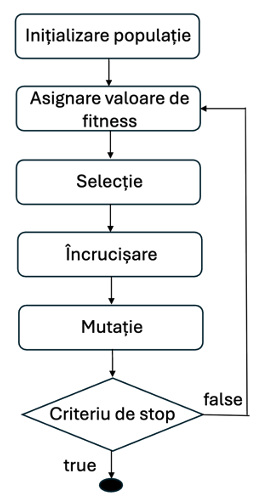 Inițializare populație
Asignare valoare de
fitness
Selecție
Încrucișare
Mutație
Criteriu de stop
false
true